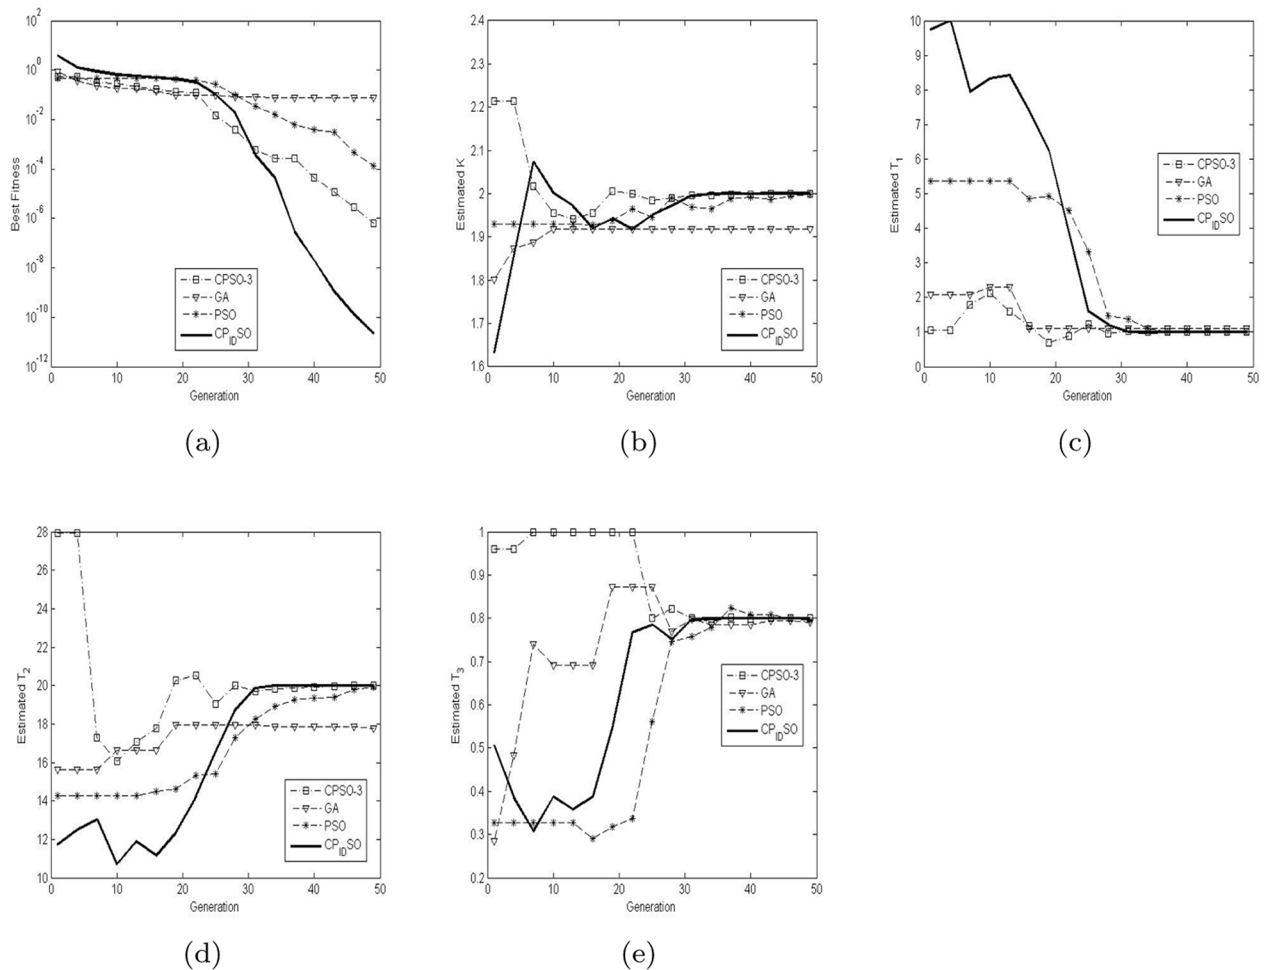 10^2
10^0
10^-2
10^-4
10^-6
10^-8
10^-10
10^-12
Best Fitness
0 10 20 30 40 50
Generation
CPSO-3
GA
PSO
CP_IDSO
(a)
2.4
2.3
2.2
2.1
2
1.9
1.8
1.7
1.6
Estimated K
0 10 20 30 40 50
Generation
CPSO-3
GA
PSO
CP_IDSO
(b)
10
9
8
7
6
5
4
3
2
1
0
Estimated T_1
0 10 20 30 40 50
Generation
CPSO-3
GA
PSO
CP_IDSO
(c)
28
26
24
22
20
18
16
14
12
10
Estimated T_2
0 10 20 30 40 50
Generation
CPSO-3
GA
PSO
CP_IDSO
(d)
1
0.9
0.8
0.7
0.6
0.5
0.4
0.3
0.2
Estimated T_3
0 10 20 30 40 50
Generation
CPSO-3
GA
PSO
CP_IDSO
(e)